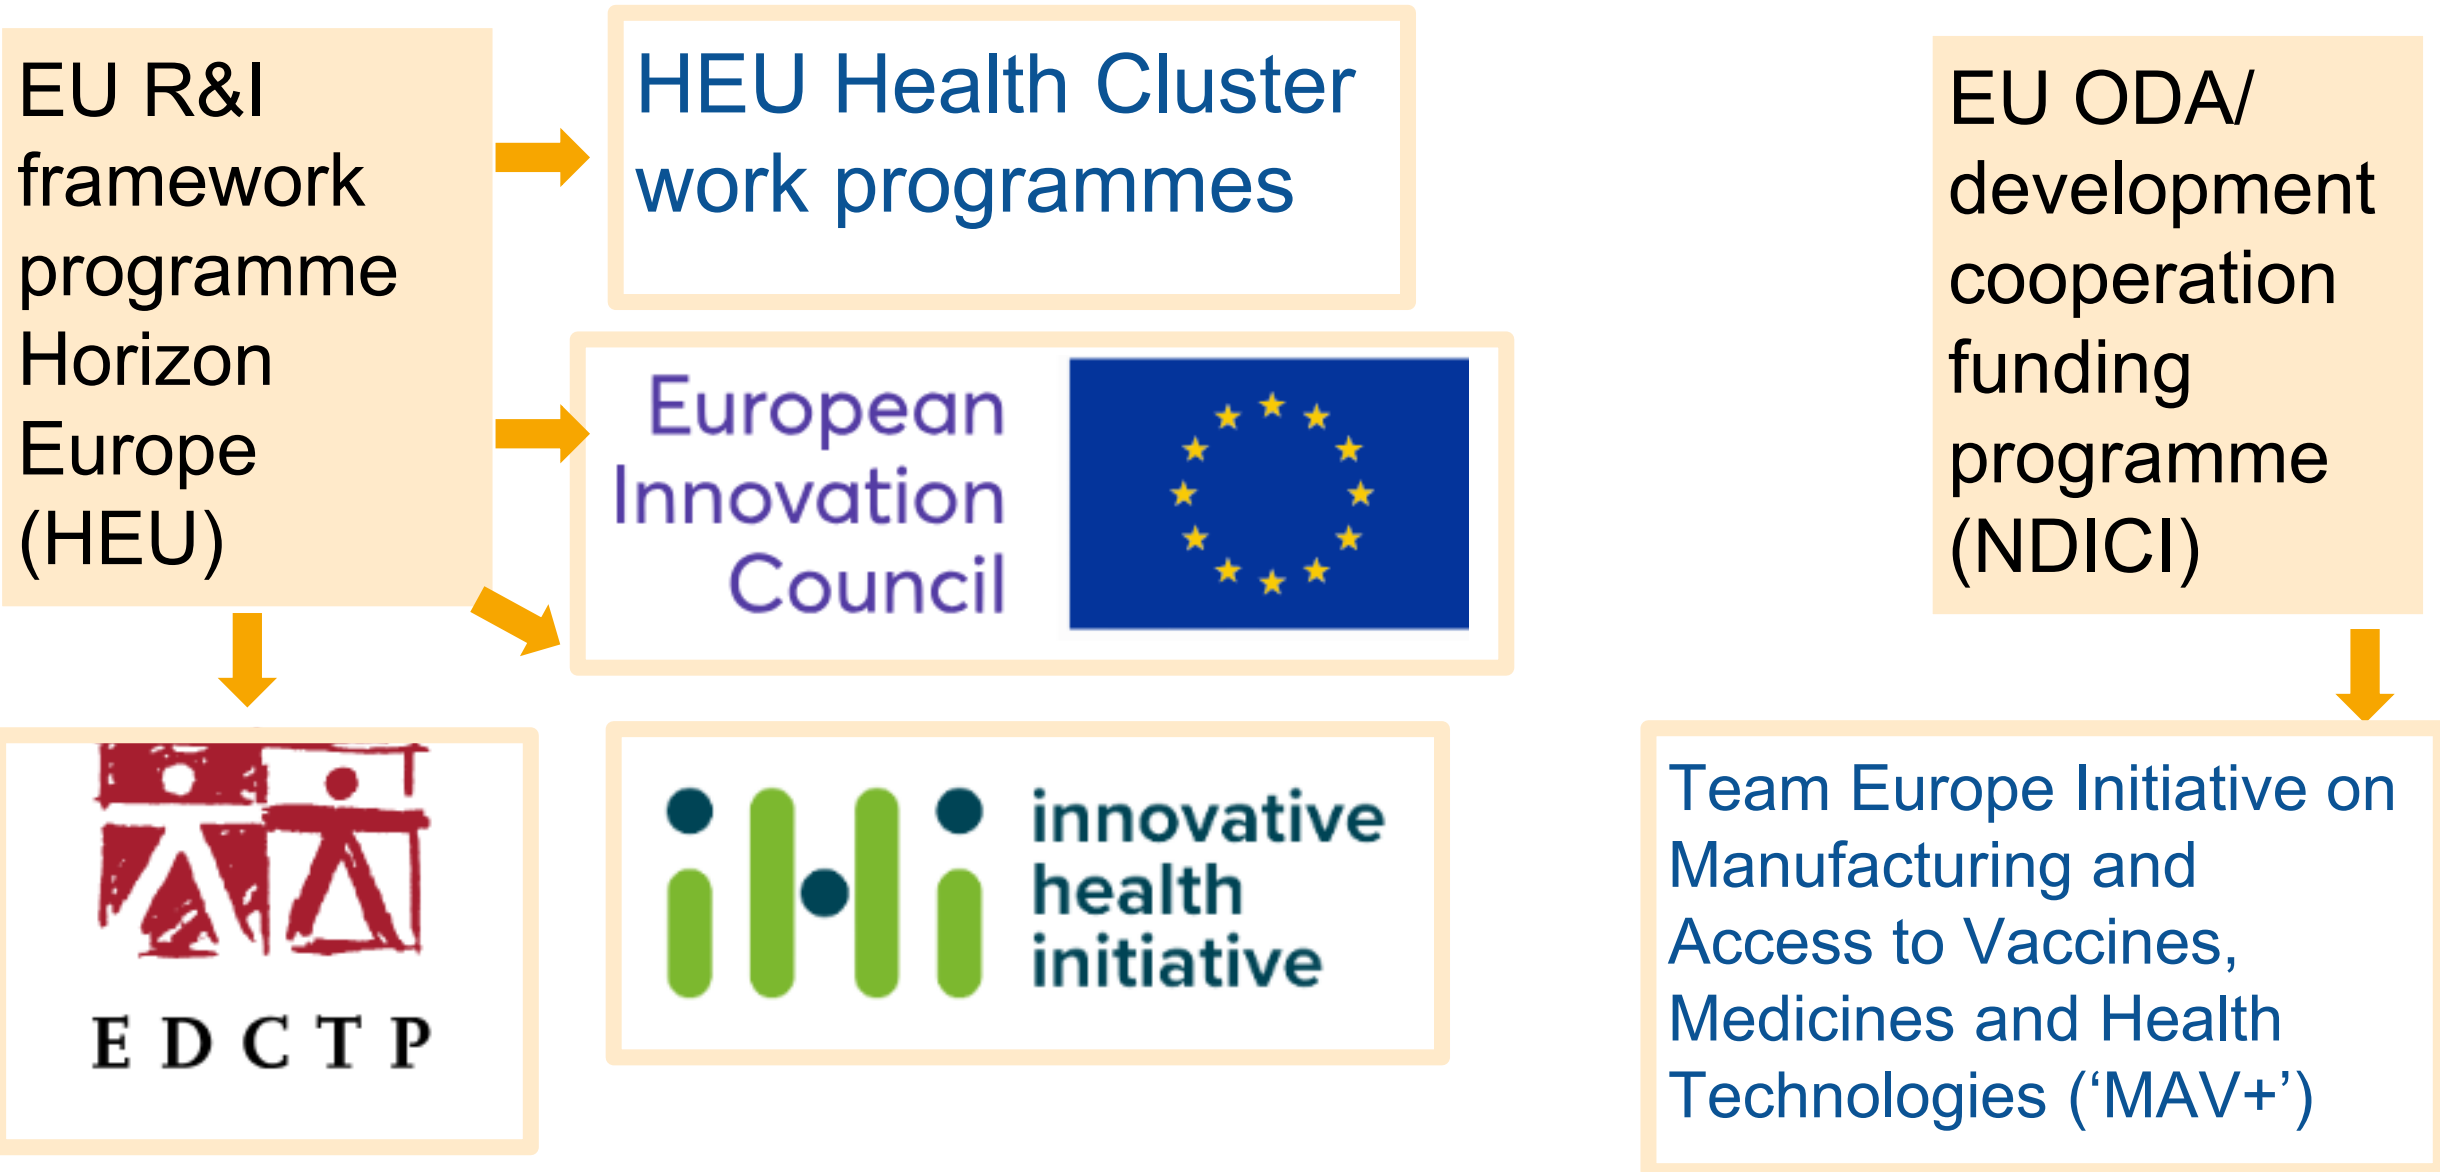 EU R&I
framework
programme
Horizon
Europe
(HEU)
HEU Health Cluster
work programmes
European
Innovation
Council
EDCTP
iHi
innovative
health
initiative
EU ODA/
development
cooperation
funding
programme
(NDICI)
Team Europe Initiative on
Manufacturing and
Access to Vaccines,
Medicines and Health
Technologies (‘MAV+’)